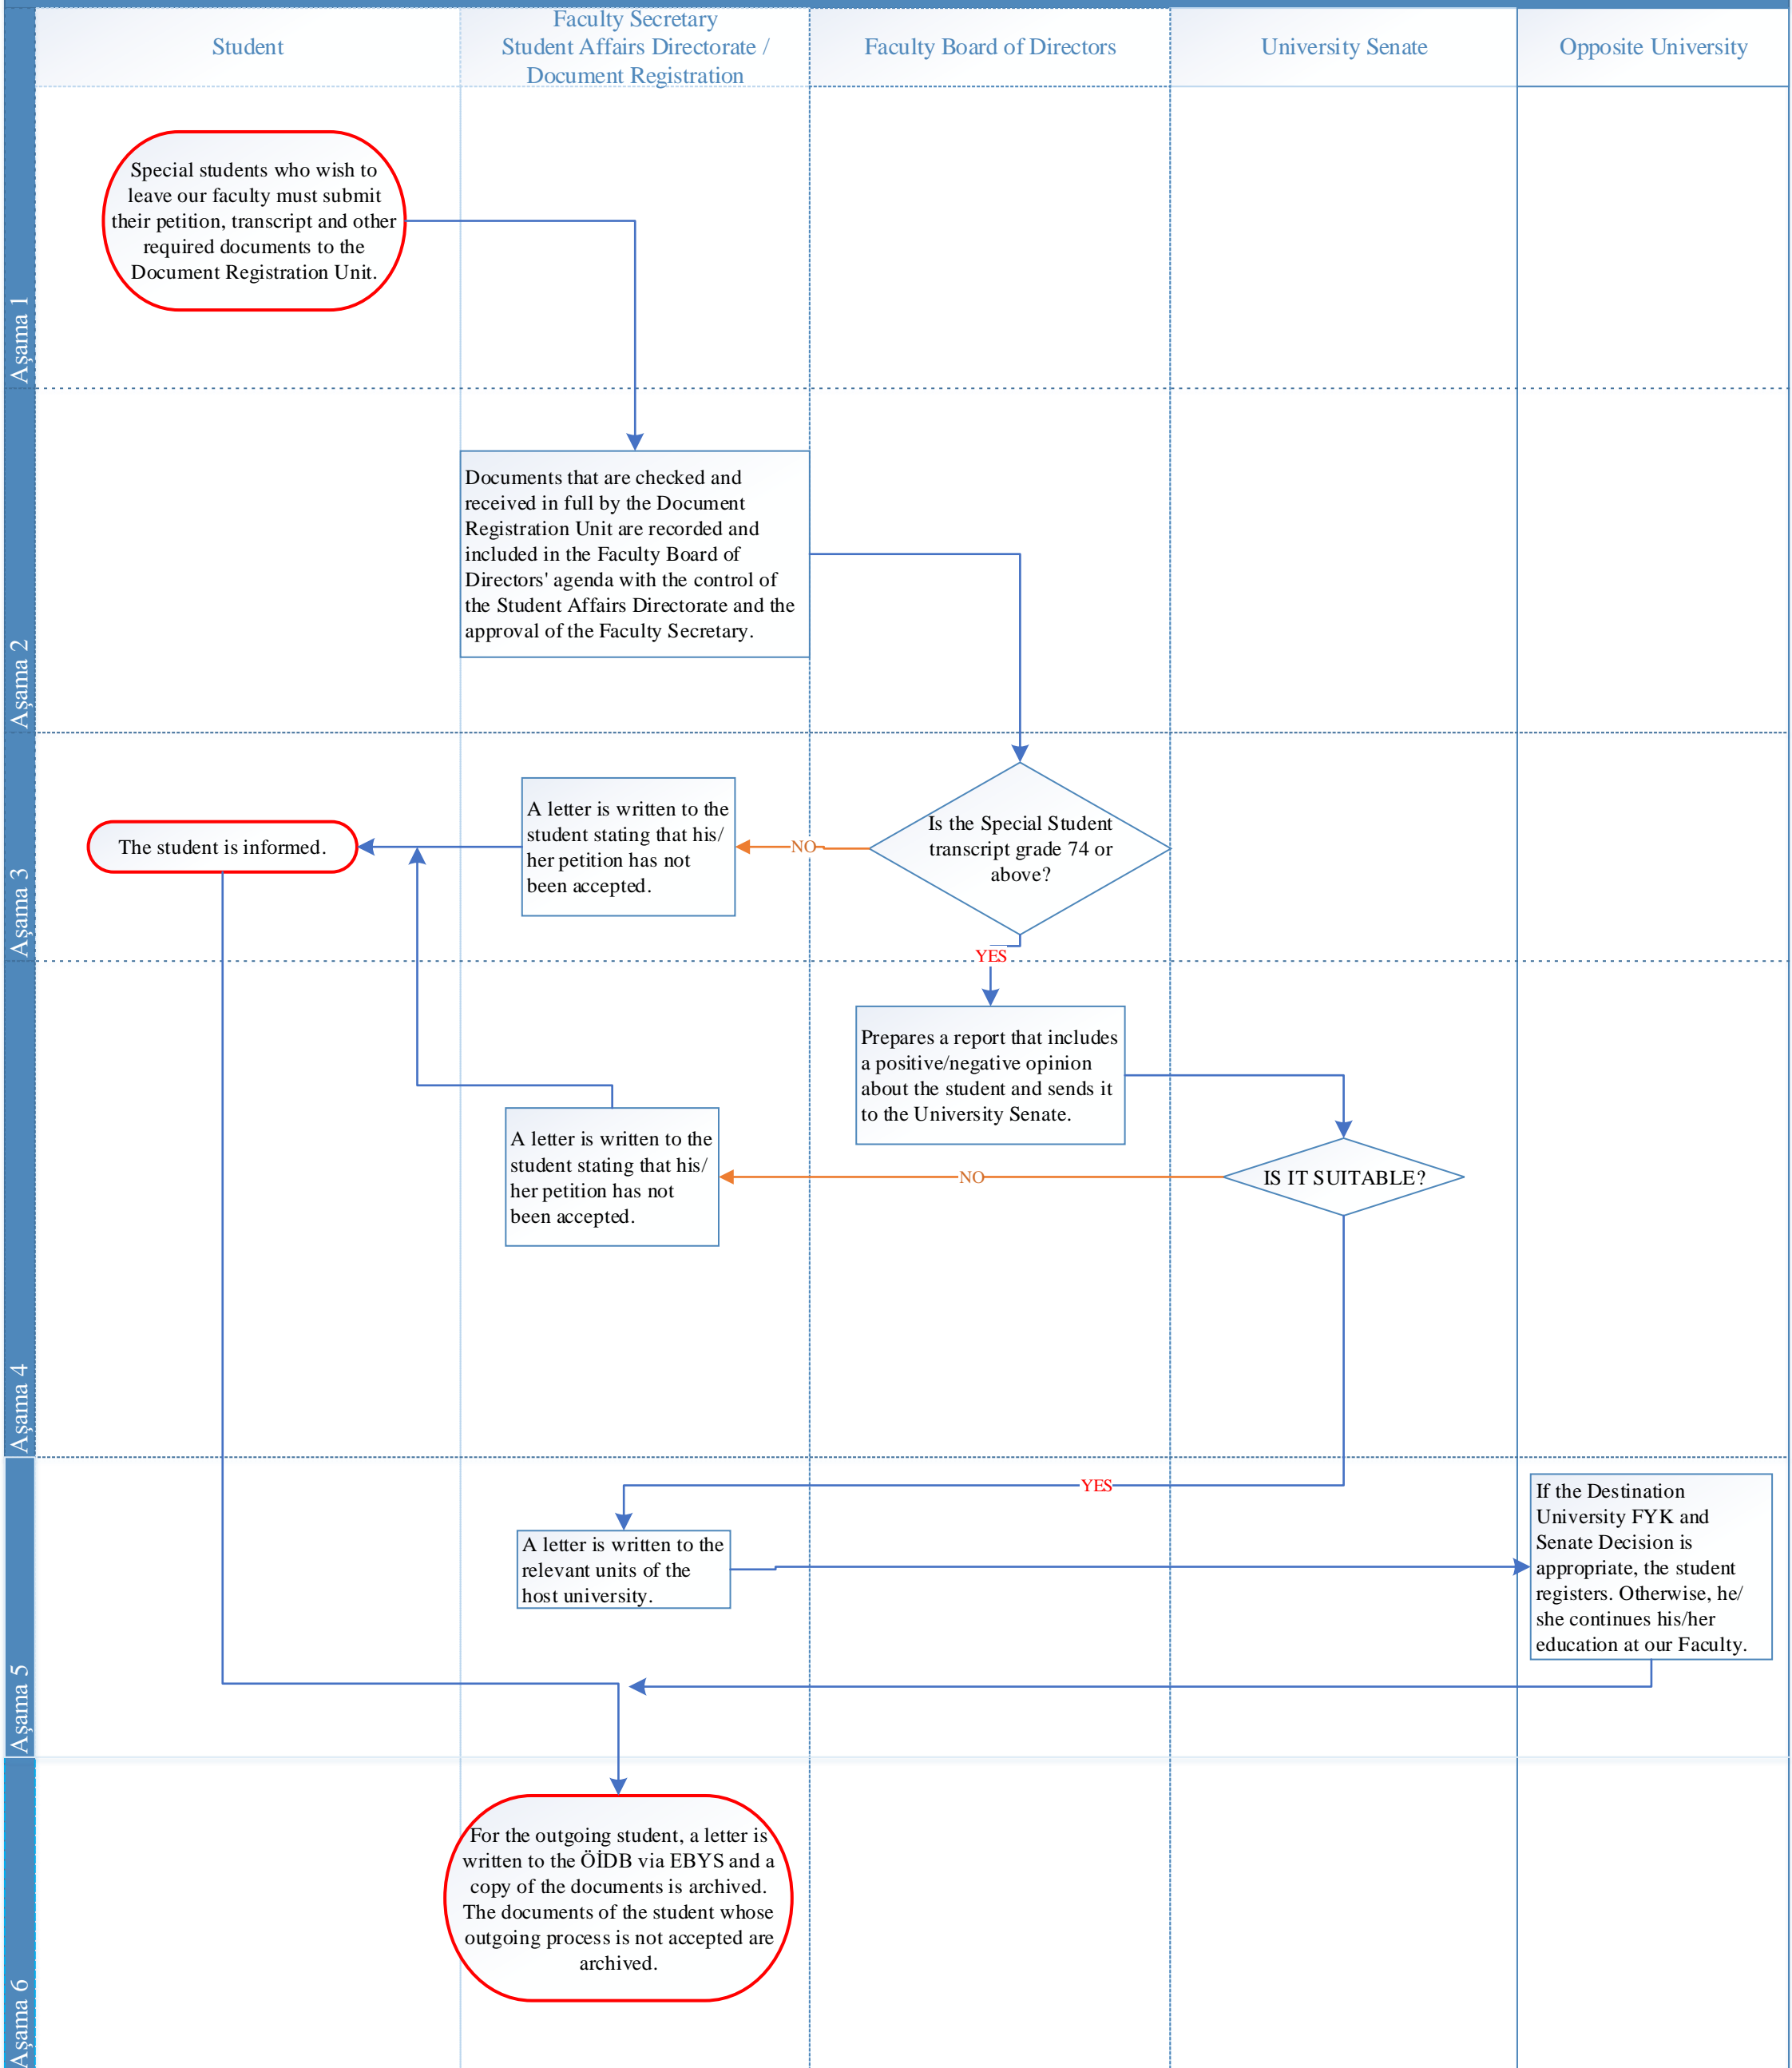 Student
Faculty Secretary
Student Affairs Directorate /
Document Registration
Faculty Board of Directors
University Senate
Opposite University
Aşama 1
Special students who wish to
leave our faculty must submit
their petition, transcript and other
required documents to the
Document Registration Unit.
Aşama 2
Documents that are checked and
received in full by the Document
Registration Unit are recorded and
included in the Faculty Board of
Directors' agenda with the control of
the Student Affairs Directorate and the
approval of the Faculty Secretary.
Aşama 3
Is the Special Student
transcript grade 74 or
above?
NO
A letter is written to the
student stating that his/
her petition has not
been accepted.
The student is informed.
YES
Aşama 4
Prepares a report that includes
a positive/negative opinion
about the student and sends it
to the University Senate.
IS IT SUITABLE?
NO
A letter is written to the
student stating that his/
her petition has not
been accepted.
Aşama 5
YES
A letter is written to the
relevant units of the
host university.
If the Destination
University FYK and
Senate Decision is
appropriate, the student
registers. Otherwise, he/
she continues his/her
education at our Faculty.
Aşama 6
For the outgoing student, a letter is
written to the ÖİDB via EBYS and a
copy of the documents is archived.
The documents of the student whose
outgoing process is not accepted are
archived.